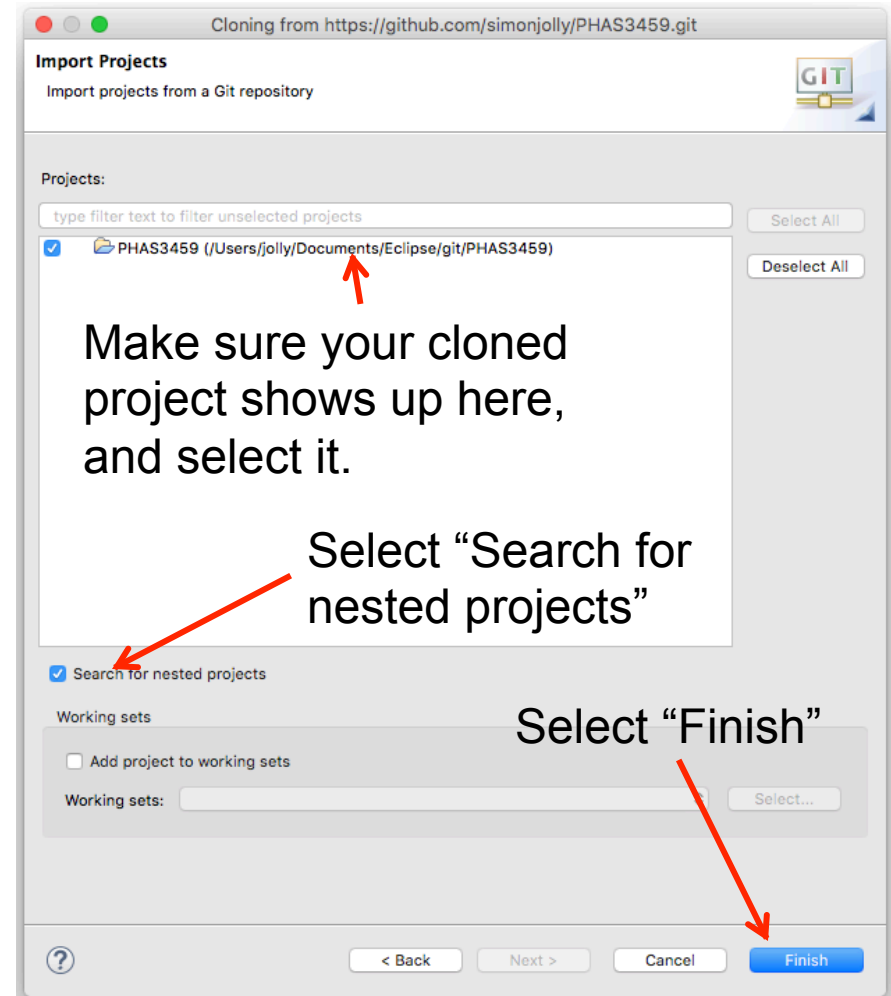 Cloning from https://github.com/simonjolly/PHAS3459.git
Import Projects
Import projects from a Git repository
GIT
Projects:
type filter text to filter unselected projects
Select All
PHAS3459 (/Users/jolly/Documents/Eclipse/git/PHAS3459)
Deselect All
Make sure your cloned
project shows up here,
and select it.
Select “Search for
nested projects”
Search for nested projects
Working sets
Select “Finish”
Add project to working sets
Working sets:
Select...
?
< Back
Next >
Cancel
Finish